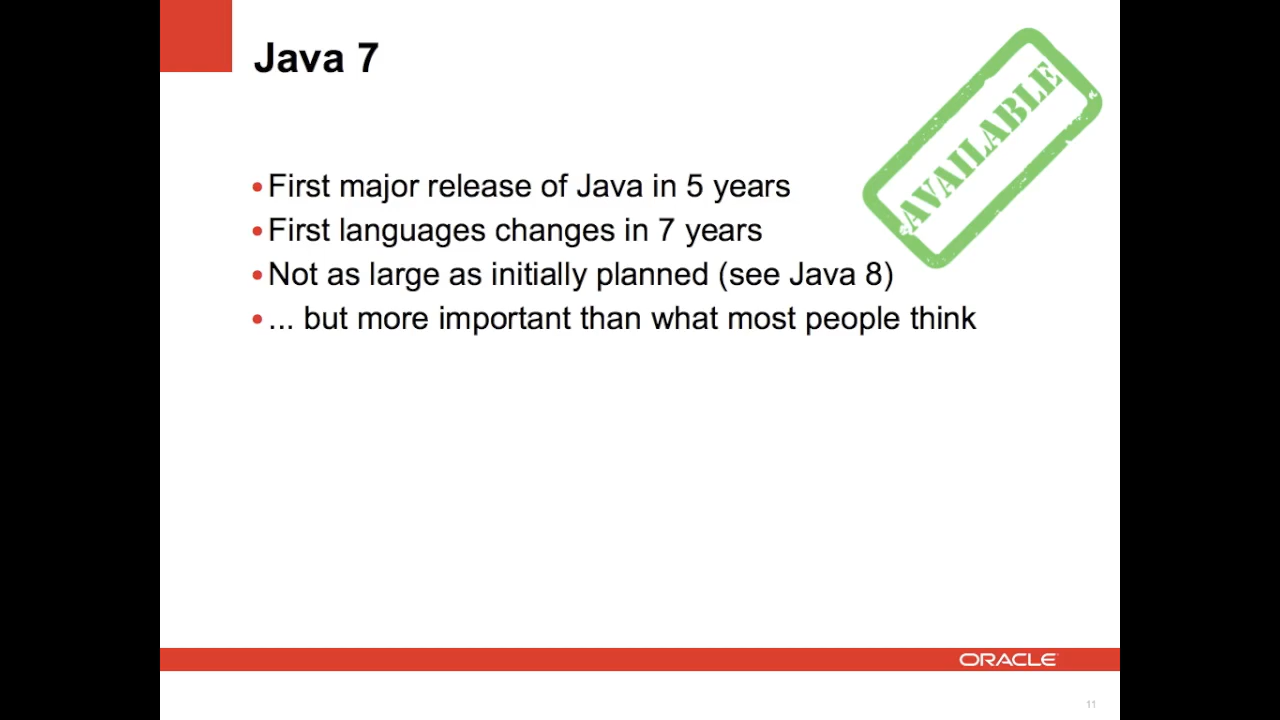 Java 7
AVAILABLE
•First major release of Java in 5 years
•First languages changes in 7 years
•Not as large as initially planned (see Java 8)
•... but more important than what most people think
ORACLE
11